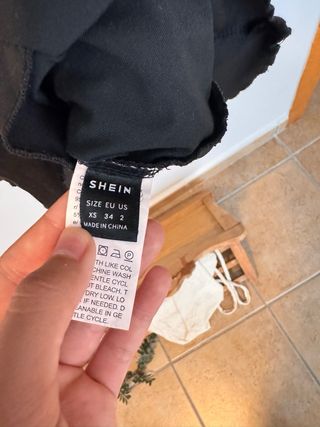 SHEIN
SIZE EU US
XS 34 2
MADE IN CHINA
TH LIKE COL
CHINE WASH
ENTLE CYCL
OT BLEACH. T
DRY LOW. LO
IF NEEDED. D
EANABLE IN GE
TLE CYCLE.